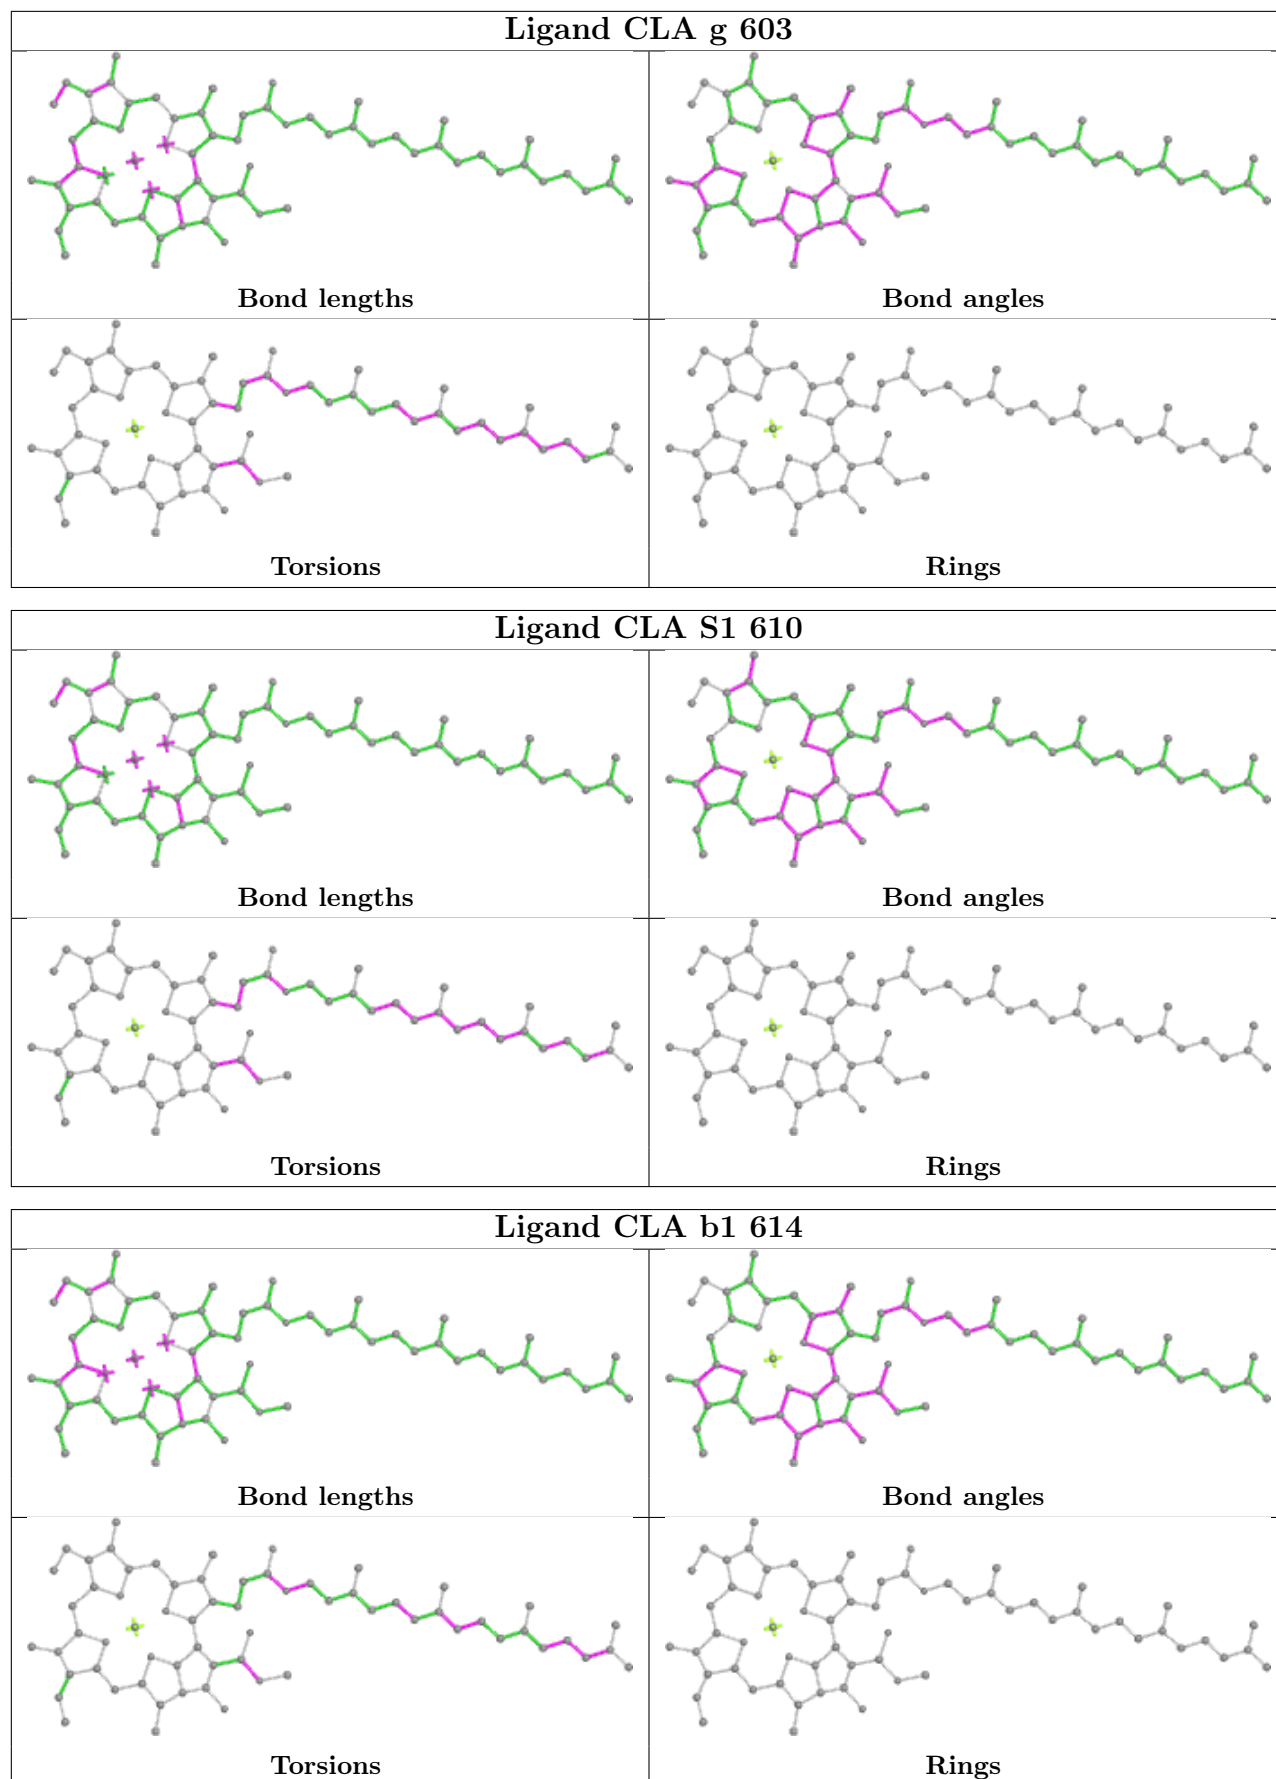 Ligand CLA g 603
Bond lengths
Bond angles
Torsions
Rings
Ligand CLA S1 610
Bond lengths
Bond angles
Torsions
Rings
Ligand CLA b1 614
Bond lengths
Bond angles
Torsions
Rings